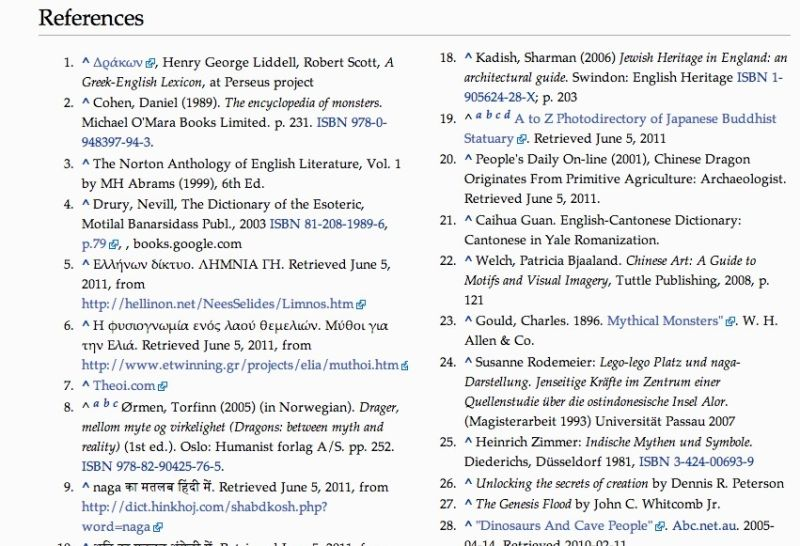 References
1. ^ Δράκων, Henry George Liddell, Robert Scott, A
Greek-English Lexicon, at Perseus project
2. ^ Cohen, Daniel (1989). The encyclopedia of monsters.
Michael O'Mara Books Limited. p. 231. ISBN 978-0-
948397-94-3.
3. ^ The Norton Anthology of English Literature, Vol. 1
by MH Abrams (1999), 6th Ed.
4. ^ Drury, Nevill, The Dictionary of the Esoteric,
Motilal Banarsidass Publ., 2003 ISBN 81-208-1989-6,
p.79, , books.google.com
5. ^ Ελλήνων δίκτυο. ΛΗΜΝΙΑ ΓΗ. Retrieved June 5,
2011, from
http://hellinon.net/NeesSelides/Limnos.htm
6. ^ Η φυσιογνωμία ενός λαού θεμελιών. Μύθοι για
την Ελιά. Retrieved June 5, 2011, from
http://www.etwinning.gr/projects/elia/muthoi.htm
7. ^ Theoi.com
8. ^ a b c Ørmen, Torfinn (2005) (in Norwegian). Drager,
mellom myte og virkelighet (Dragons: between myth and
reality) (1st ed.). Oslo: Humanist forlag A/S. pp. 252.
ISBN 978-82-90425-76-5.
9. ^ naga का मतलब हिंदी में. Retrieved June 5, 2011, from
http://dict.hinkhoj.com/shabdkosh.php?
word=naga
18. ^ Kadish, Sharman (2006) Jewish Heritage in England: an
architectural guide. Swindon: English Heritage ISBN 1-
905624-28-X; p. 203
19. ^ a b c d A to Z Photodirectory of Japanese Buddhist
Statuary. Retrieved June 5, 2011
20. ^ People's Daily On-line (2001), Chinese Dragon
Originates From Primitive Agriculture: Archaeologist.
Retrieved June 5, 2011.
21. ^ Caihua Guan. English-Cantonese Dictionary:
Cantonese in Yale Romanization.
22. ^ Welch, Patricia Bjaaland. Chinese Art: A Guide to
Motifs and Visual Imagery, Tuttle Publishing, 2008, p.
121
23. ^ Gould, Charles. 1896. Mythical Monsters". W. H.
Allen & Co.
24. ^ Susanne Rodemeier: Lego-lego Platz und naga-
Darstellung. Jenseitige Kräfte im Zentrum einer
Quellenstudie über die ostindonesische Insel Alor.
(Magisterarbeit 1993) Universität Passau 2007
25. ^ Heinrich Zimmer: Indische Mythen und Symbole.
Diederichs, Düsseldorf 1981, ISBN 3-424-00693-9
26. ^ Unlocking the secrets of creation by Dennis R. Peterson
27. ^ The Genesis Flood by John C. Whitcomb Jr.
28. ^ "Dinosaurs And Cave People". Abc.net.au. 2005-
04-14. Retrieved 2010-02-11